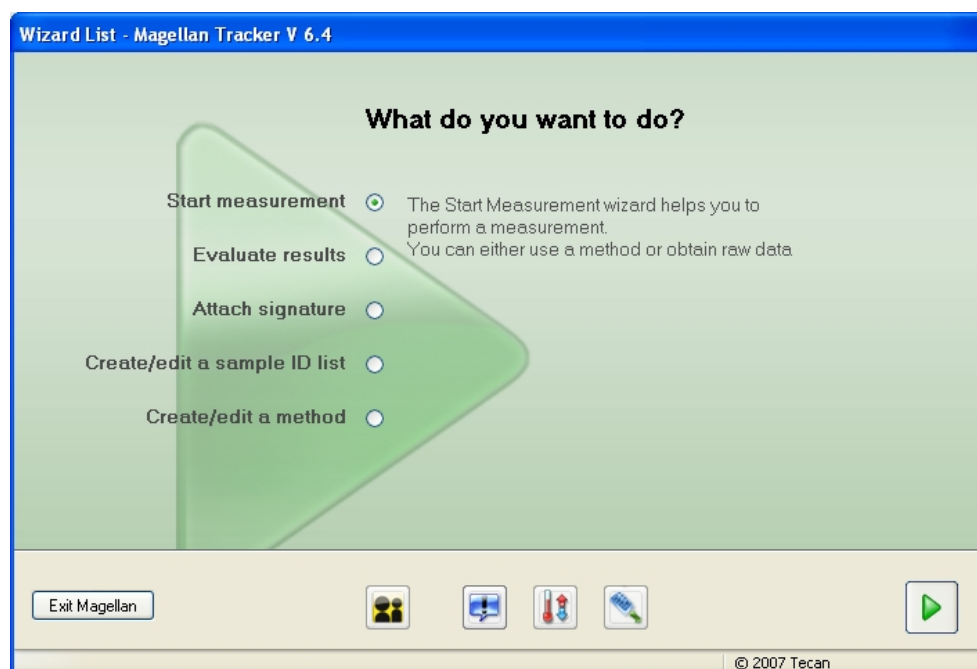 Wizard List - Magellan Tracker V 6.4
What do you want to do?
Start measurement
The Start Measurement wizard helps you to
perform a measurement.
You can either use a method or obtain raw data
Evaluate results
Attach signature
Create/edit a sample ID list
Create/edit a method
Exit Magellan
© 2007 Tecan